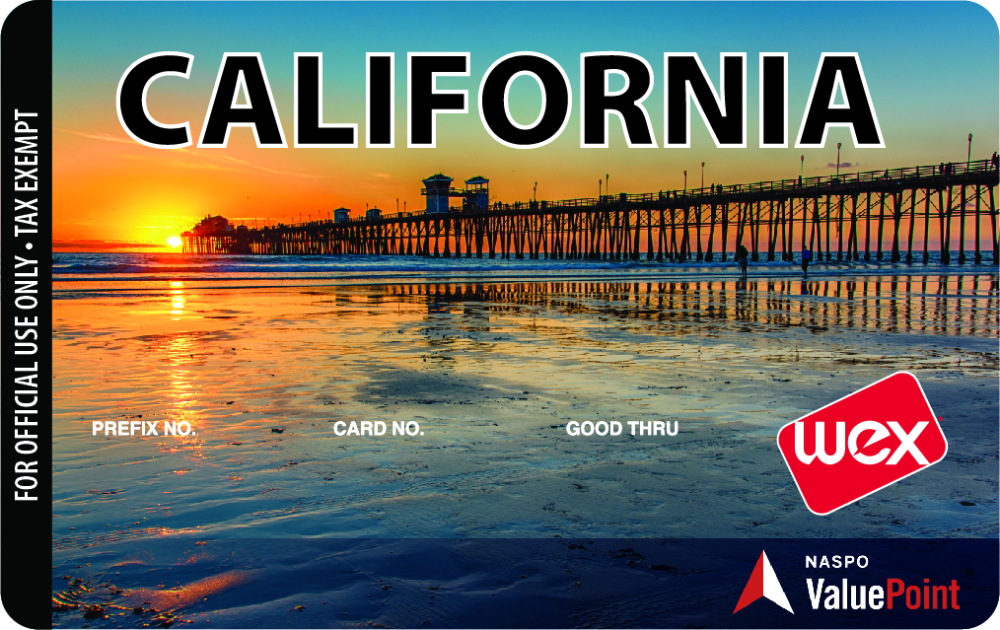 CALIFORNIA
FOR OFFICIAL USE ONLY • TAX EXEMPT
PREFIX NO.
CARD NO.
GOOD THRU
wex
NASPO
ValuePoint